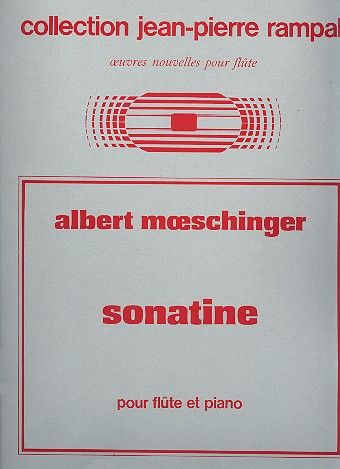 collection jean-pierre rampal
œuvres nouvelles pour flûte
albert mœschinger
sonatine
pour flûte et piano